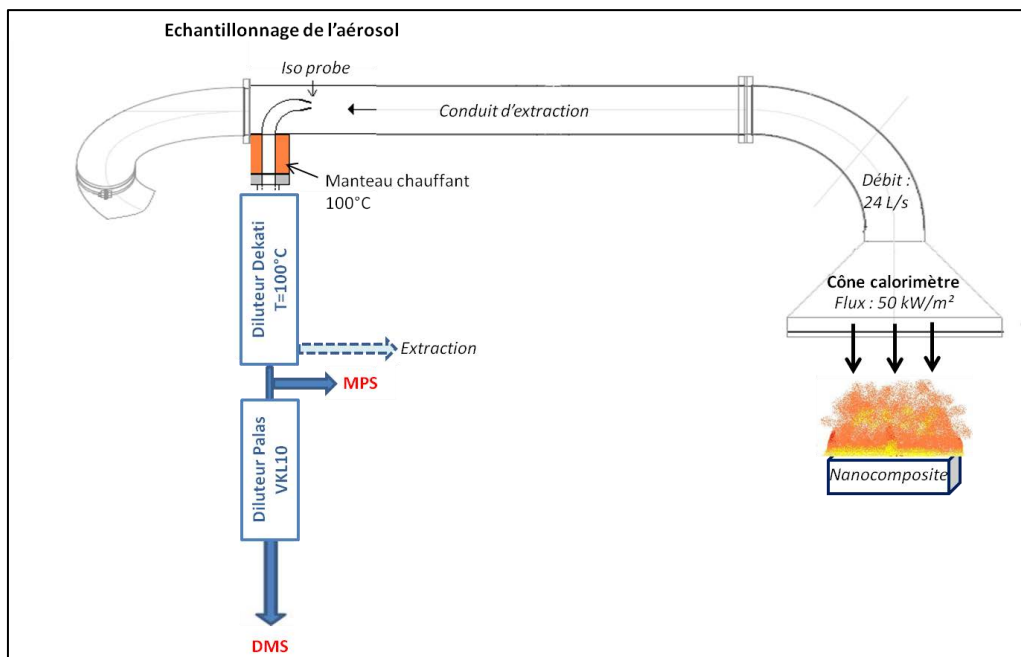 Echantillonnage de l'aérosol
Iso probe
Conduit d'extraction
Manteau chauffant
100°C
Débit :
24 L/s
Diluteur Dekati
T=100°C
Cône calorimètre
Flux : 50 kW/m²
Extraction
MPS
Diluteur Palas
VKL10
Nanocomposite
DMS